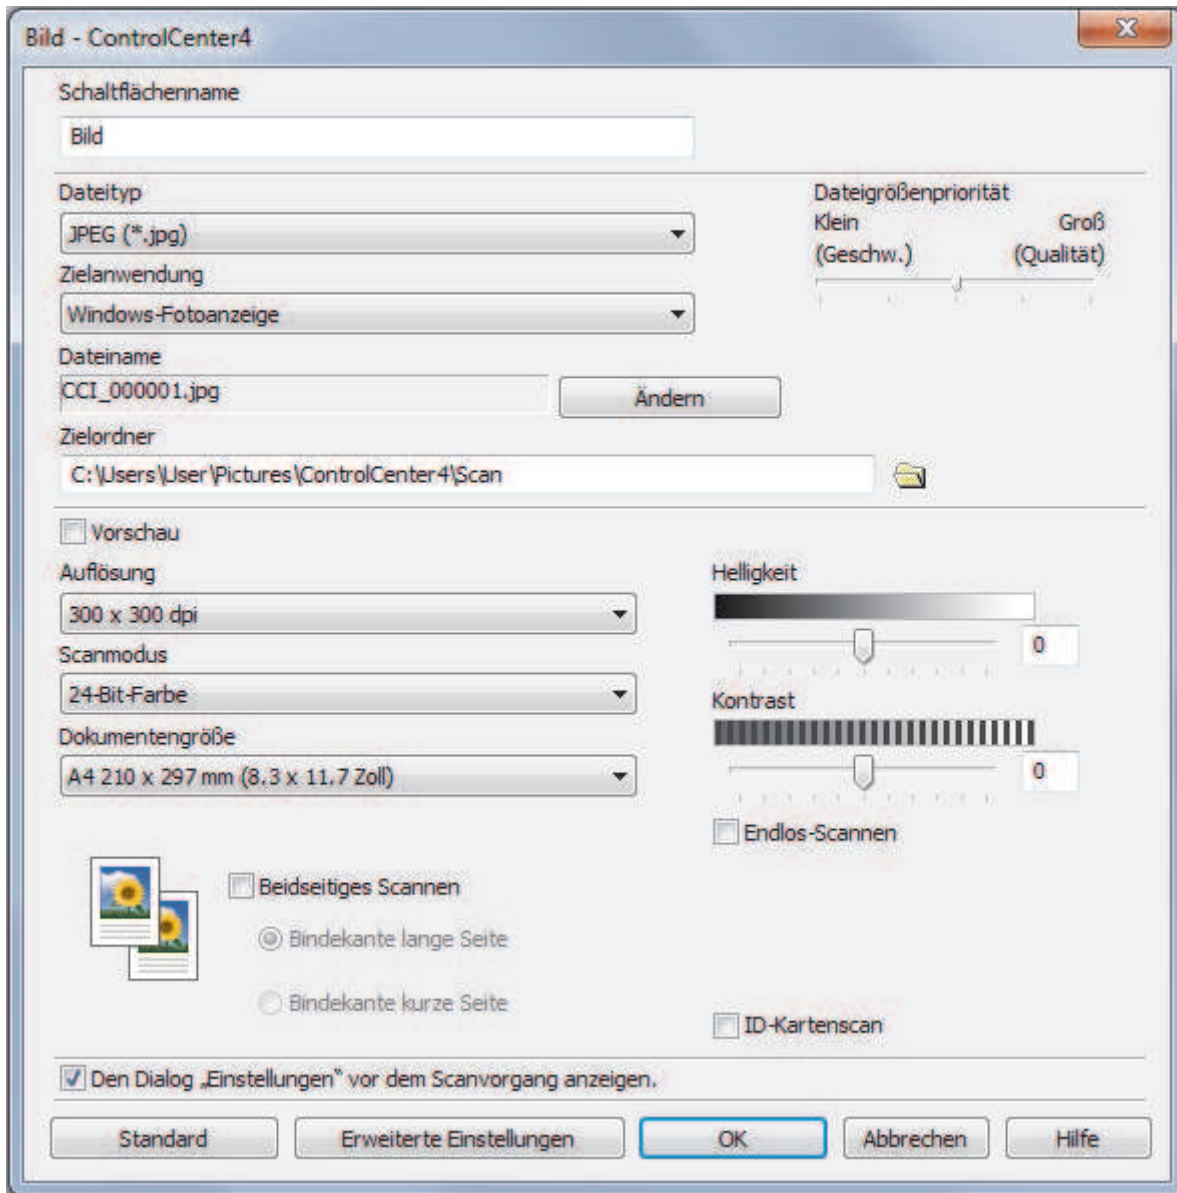 Bild - ControlCenter4
Schaltflächenname
Bild
Dateityp
JPEG (*.jpg)
Zielanwendung
Windows-Fotoanzeige
Dateiname
CCI_000001.jpg
Ändern
Zielordner
C:\Users\User\Pictures\ControlCenter4\Scan
Dateigrößenpriorität
Klein Groß
(Geschw.) (Qualität)
Vorschau
Auflösung
300 x 300 dpi
Scanmodus
24-Bit-Farbe
Dokumentengröße
A4 210 x 297 mm (8.3 x 11.7 Zoll)
Helligkeit
0
Kontrast
0
Endlos-Scannen
Beidseitiges Scannen
Bindekante lange Seite
Bindekante kurze Seite
ID-Kartenscan
Den Dialog „Einstellungen“ vor dem Scanvorgang anzeigen.
Standard
Erweiterte Einstellungen
OK
Abbrechen
Hilfe